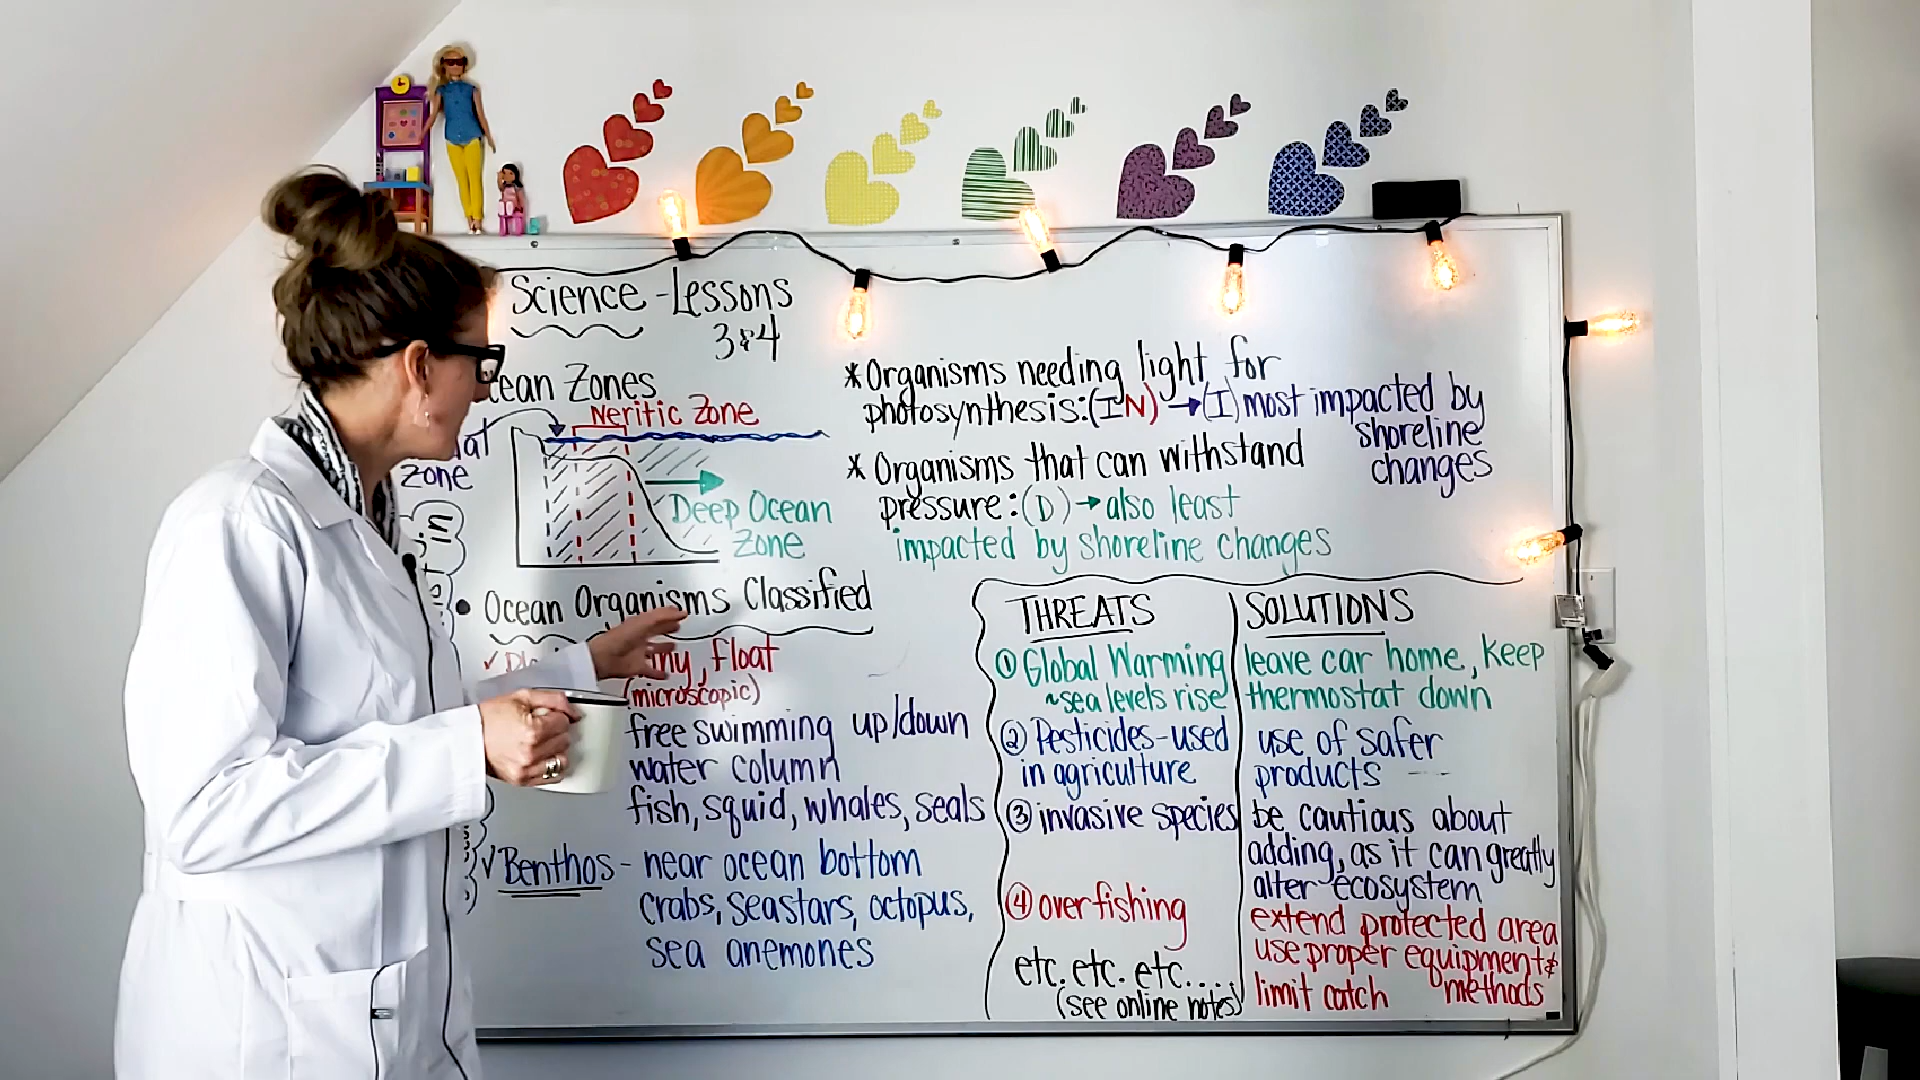 Science - Lessons
3 & 4
cean Zones
Neritic Zone
zone
Deep Ocean
Zone
* Organisms needing light for
photosynthesis: (IN) → (I) most impacted by
shoreline
changes
* Organisms that can withstand
pressure: (D) → also least
impacted by shoreline changes
• Ocean Organisms Classified
float
(microscopic)
free swimming up/down
water column
fish, squid, whales, seals
✓ Benthos - near ocean bottom
crabs, seastars, octopus,
sea anemones
THREATS
① Global Warming
~sea levels rise
② Pesticides - used
in agriculture
③ invasive species
④ overfishing
etc. etc. etc....
(see online notes)
SOLUTIONS
leave car home, keep
thermostat down
use of safer
products
be cautious about
adding, as it can greatly
alter ecosystem
extend protected area
use proper equipment &
methods
limit catch